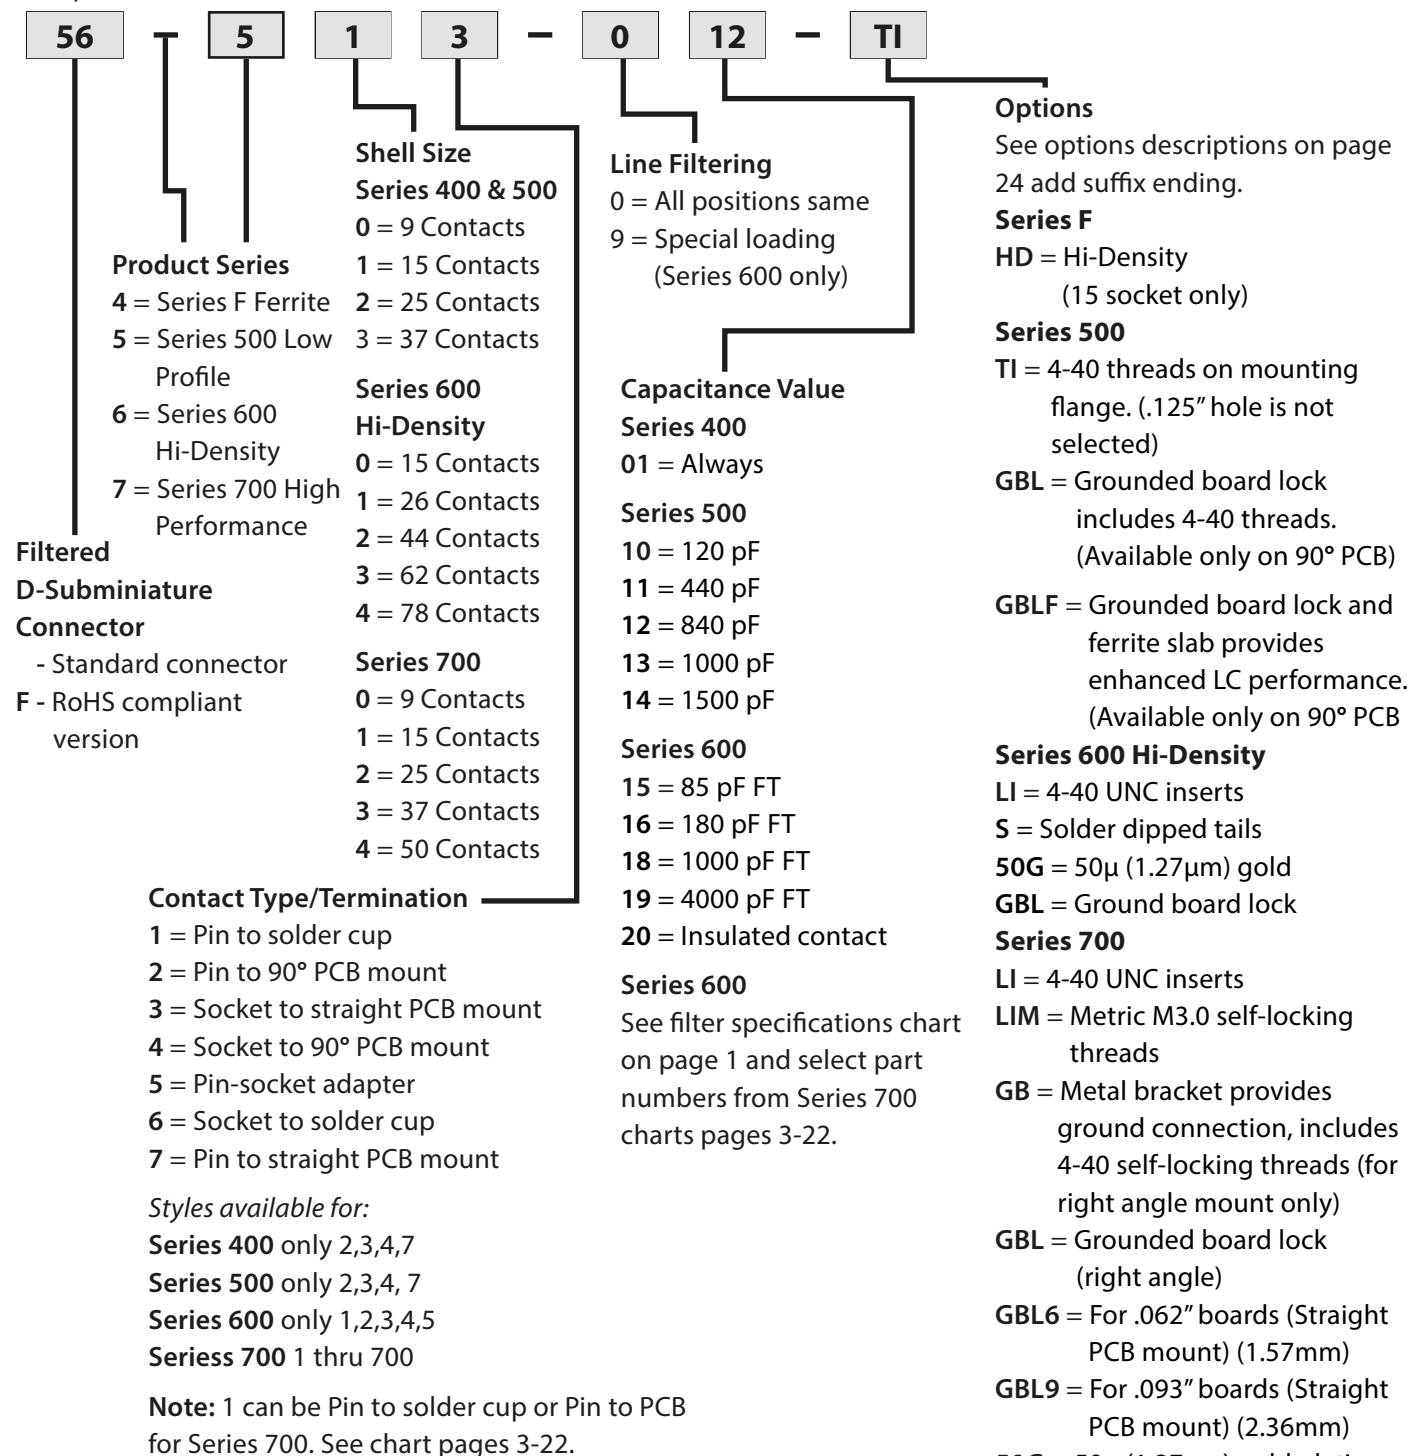 56 – 5 1 3 – 0 12 – TI
Filtered
D-Subminiature
Connector
- Standard connector
F - RoHS compliant
version
Product Series
4 = Series F Ferrite
5 = Series 500 Low
Profile
6 = Series 600
Hi-Density
7 = Series 700 High
Performance
Shell Size
Series 400 & 500
0 = 9 Contacts
1 = 15 Contacts
2 = 25 Contacts
3 = 37 Contacts
Series 600
Hi-Density
0 = 15 Contacts
1 = 26 Contacts
2 = 44 Contacts
3 = 62 Contacts
4 = 78 Contacts
Series 700
0 = 9 Contacts
1 = 15 Contacts
2 = 25 Contacts
3 = 37 Contacts
4 = 50 Contacts
Contact Type/Termination
1 = Pin to solder cup
2 = Pin to 90° PCB mount
3 = Socket to straight PCB mount
4 = Socket to 90° PCB mount
5 = Pin-socket adapter
6 = Socket to solder cup
7 = Pin to straight PCB mount
Styles available for:
Series 400 only 2,3,4,7
Series 500 only 2,3,4, 7
Series 600 only 1,2,3,4,5
Seriess 700 1 thru 700
Note: 1 can be Pin to solder cup or Pin to PCB
for Series 700. See chart pages 3-22.
Line Filtering
0 = All positions same
9 = Special loading
(Series 600 only)
Capacitance Value
Series 400
01 = Always
Series 500
10 = 120 pF
11 = 440 pF
12 = 840 pF
13 = 1000 pF
14 = 1500 pF
Series 600
15 = 85 pF FT
16 = 180 pF FT
18 = 1000 pF FT
19 = 4000 pF FT
20 = Insulated contact
Series 600
See filter specifications chart
on page 1 and select part
numbers from Series 700
charts pages 3-22.
Options
See options descriptions on page
24 add suffix ending.
Series F
HD = Hi-Density
(15 socket only)
Series 500
TI = 4-40 threads on mounting
flange. (.125” hole is not
selected)
GBL = Grounded board lock
includes 4-40 threads.
(Available only on 90° PCB)
GBLF = Grounded board lock and
ferrite slab provides
enhanced LC performance.
(Available only on 90° PCB
Series 600 Hi-Density
LI = 4-40 UNC inserts
S = Solder dipped tails
50G = 50µ (1.27µm) gold
GBL = Ground board lock
Series 700
LI = 4-40 UNC inserts
LIM = Metric M3.0 self-locking
threads
GB = Metal bracket provides
ground connection, includes
4-40 self-locking threads (for
right angle mount only)
GBL = Grounded board lock
(right angle)
GBL6 = For .062” boards (Straight
PCB mount) (1.57mm)
GBL9 = For .093” boards (Straight
PCB mount) (2.36mm)